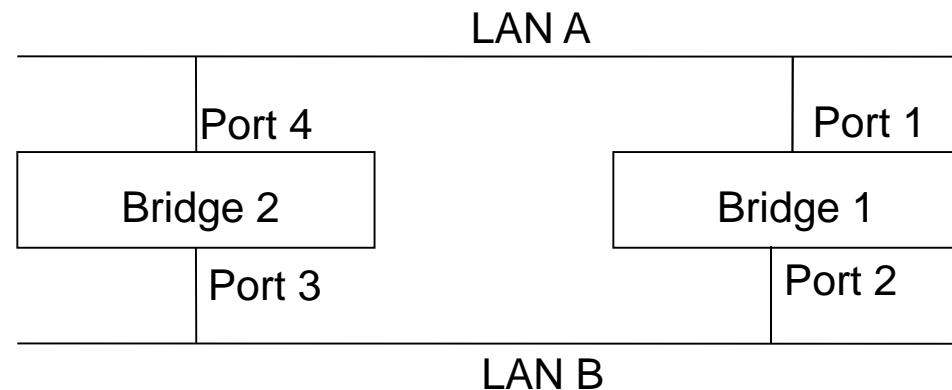 LAN A
Port 4
Port 1
Bridge 2
Bridge 1
Port 3
Port 2
LAN B